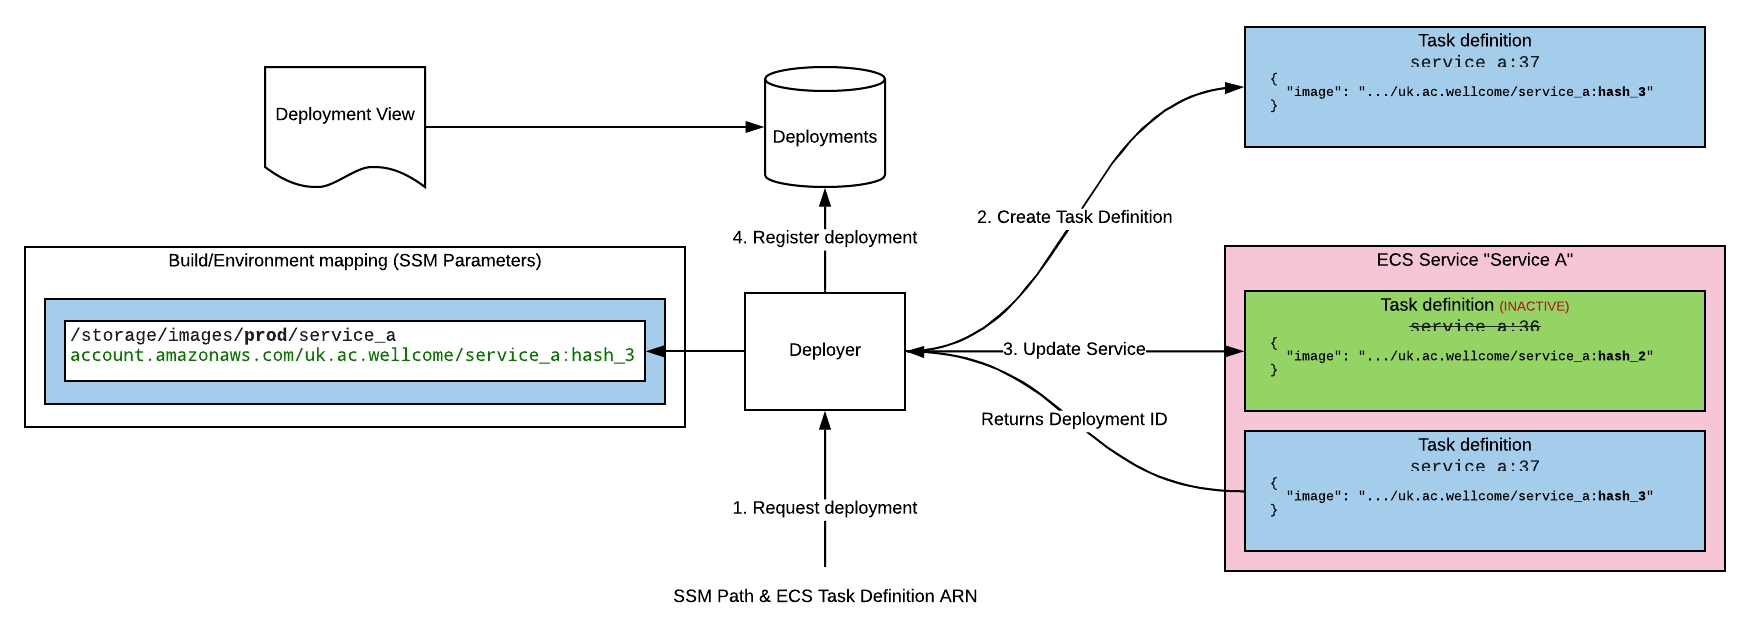 Task definition
service_a:37
{
"image": ".../uk.ac.wellcome/service_a:hash_3"
}
Deployment View
Deployments
2. Create Task Definition
4. Register deployment
Build/Environment mapping (SSM Parameters)
/storage/images/prod/service_a
account.amazonaws.com/uk.ac.wellcome/service_a:hash_3
Deployer
3. Update Service
Returns Deployment ID
ECS Service "Service A"
Task definition (INACTIVE)
service_a:36
{
"image": ".../uk.ac.wellcome/service_a:hash_2"
}
Task definition
service_a:37
{
"image": ".../uk.ac.wellcome/service_a:hash_3"
}
1. Request deployment
SSM Path & ECS Task Definition ARN